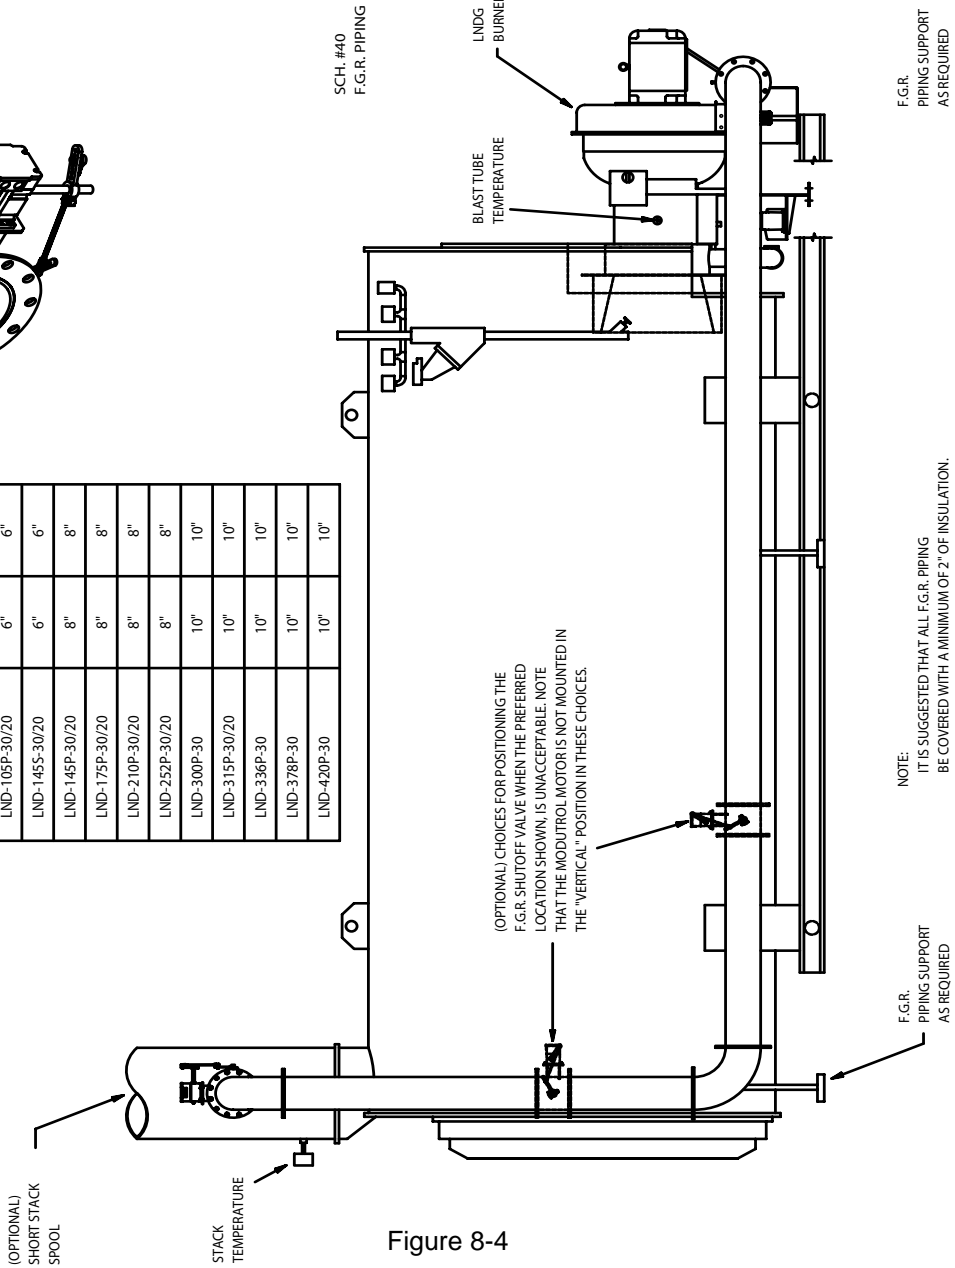 SCH. #40
F.G.R. PIPING
LNDG
BURNER
BLAST TUBE
TEMPERATURE
F.G.R.
PIPING SUPPORT
AS REQUIRED
LND-105P-30/20 6" 6"
LND-145S-30/20 6" 6"
LND-145P-30/20 8" 8"
LND-175P-30/20 8" 8"
LND-210P-30/20 8" 8"
LND-252P-30/20 8" 8"
LND-300P-30 10" 10"
LND-315P-30/20 10" 10"
LND-336P-30 10" 10"
LND-378P-30 10" 10"
LND-420P-30 10" 10"
(OPTIONAL) CHOICES FOR POSITIONING THE
F.G.R. SHUTOFF VALVE WHEN THE PREFERRED
LOCATION SHOWN, IS UNACCEPTABLE. NOTE
THAT THE MODUTROL MOTOR IS NOT MOUNTED IN
THE "VERTICAL" POSITION IN THESE CHOICES.
NOTE:
IT IS SUGGESTED THAT ALL F.G.R. PIPING
BE COVERED WITH A MINIMUM OF 2" OF INSULATION.
F.G.R.
PIPING SUPPORT
AS REQUIRED
(OPTIONAL)
SHORT STACK
SPOOL
STACK
TEMPERATURE
Figure 8-4